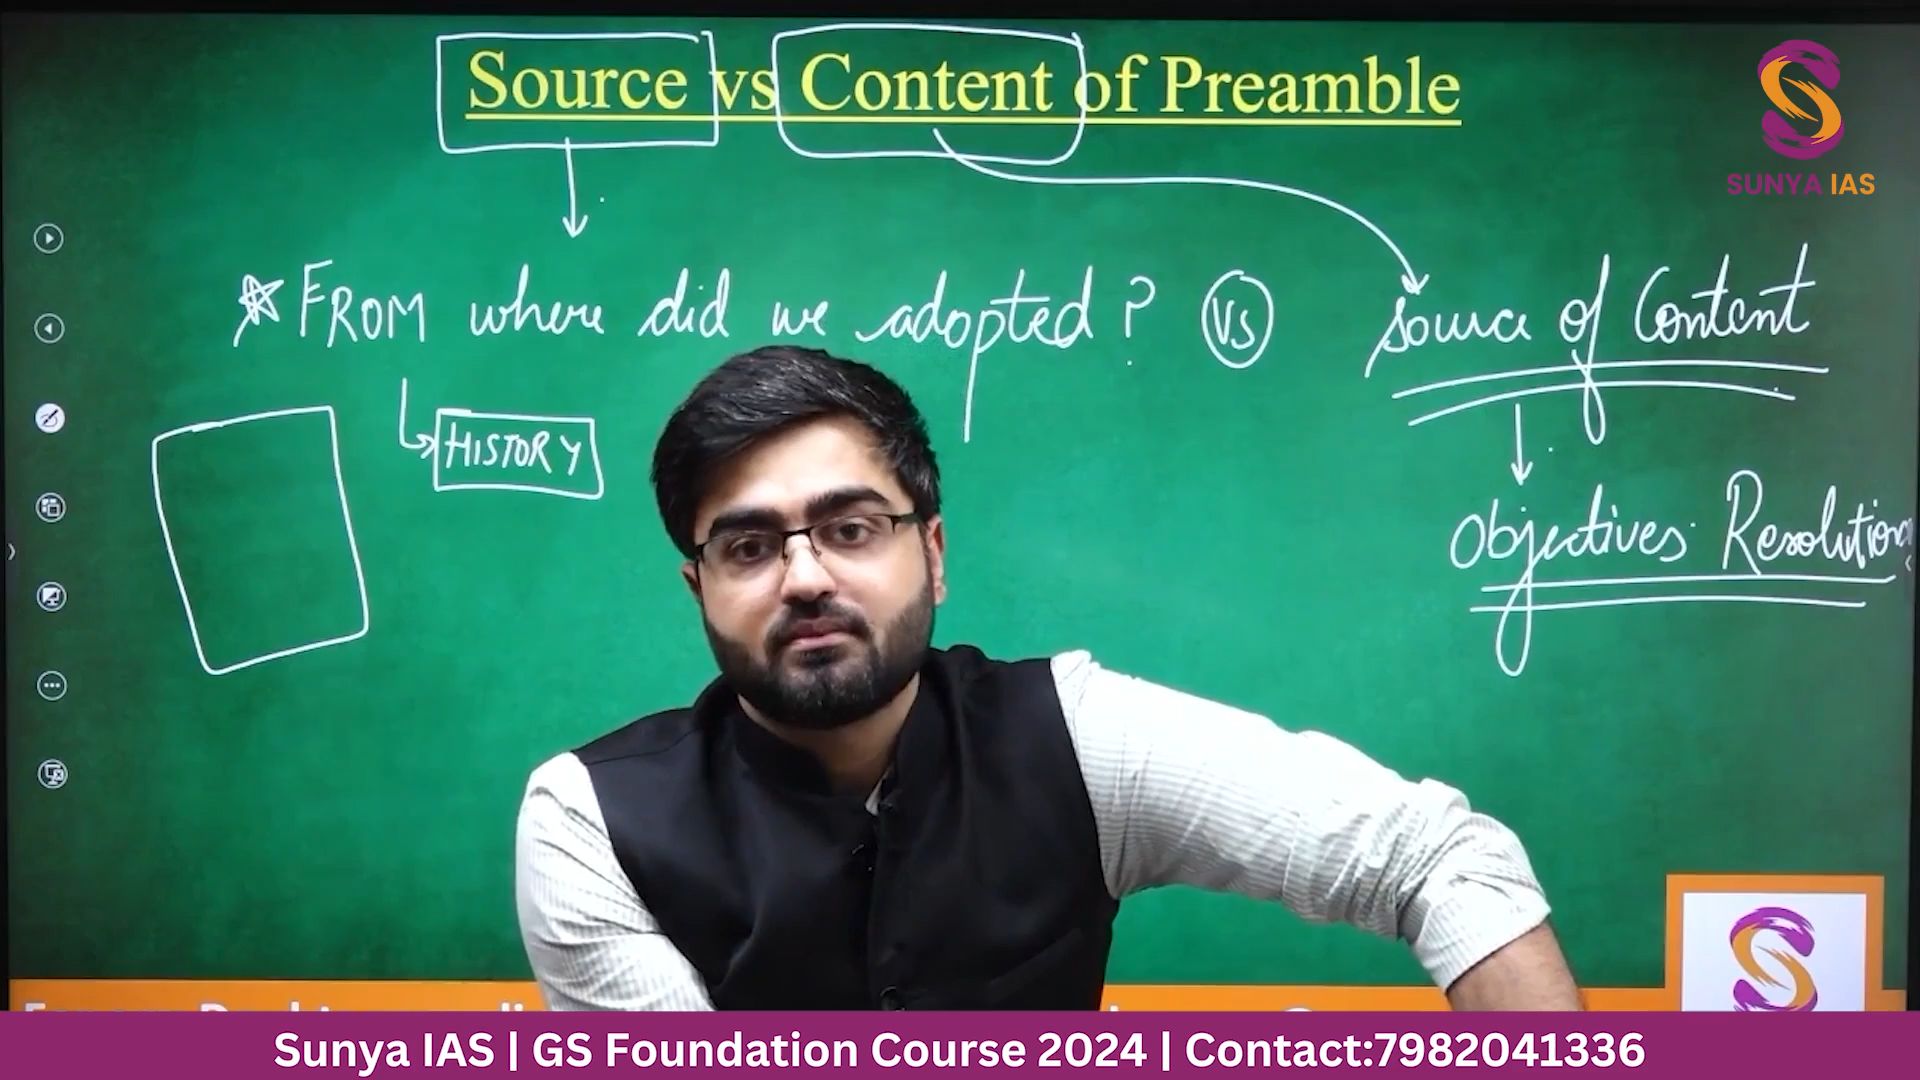 Source vs Content of Preamble
SUNYA IAS
FROM where did we adopted? Vs Source of Content
HISTORY
Objectives Resolution
Sunya IAS | GS Foundation Course 2024 | Contact:7982041336